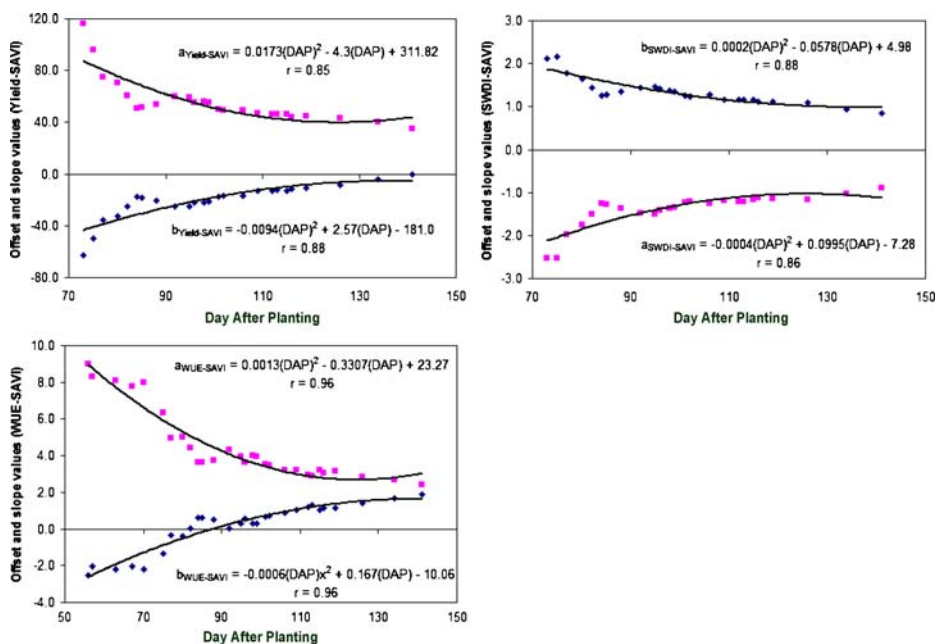 120.0
80.0
40.0
0.0
-40.0
-80.0
Offset and slope values (Yield-SAVI)
aYield-SAVI = 0.0173(DAP)² - 4.3(DAP) + 311.82
r = 0.85
bYield-SAVI = -0.0094(DAP)² + 2.57(DAP) - 181.0
r = 0.88
70 90 110 130 150
Day After Planting
3.0
2.0
1.0
0.0
-1.0
-2.0
-3.0
Offset and slope values (SWDI-SAVI)
bSWDI-SAVI = 0.0002(DAP)² - 0.0578(DAP) + 4.98
r = 0.88
aSWDI-SAVI = -0.0004(DAP)² + 0.0995(DAP) - 7.28
r = 0.86
70 90 110 130 150
Day After Planting
10.0
8.0
6.0
4.0
2.0
0.0
-2.0
-4.0
Offset and slope values (WUE-SAVI)
aWUE-SAVI = 0.0013(DAP)² - 0.3307(DAP) + 23.27
r = 0.96
bWUE-SAVI = -0.0006(DAP)x² + 0.167(DAP) - 10.06
r = 0.96
50 70 90 110 130 150
Day After Planting